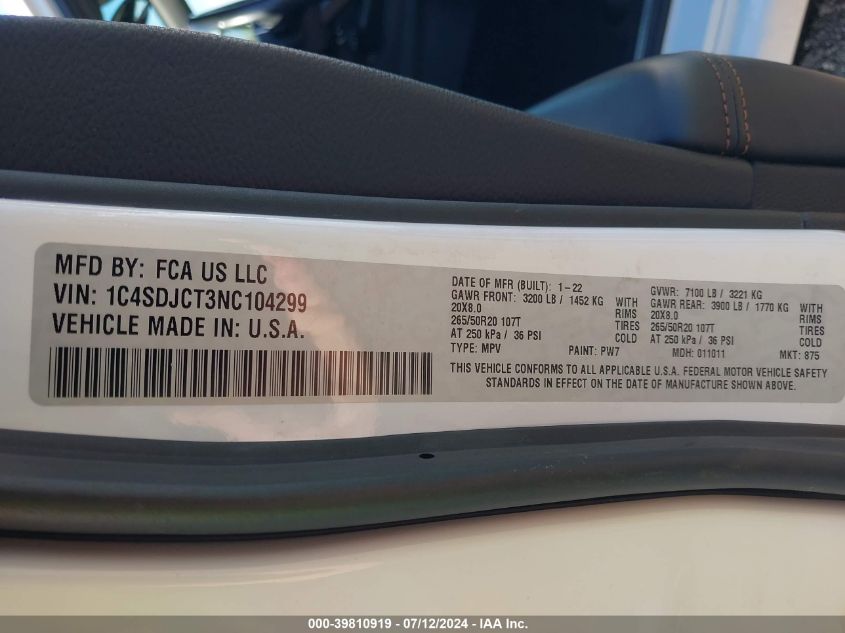 MFD BY: FCA US LLC
VIN: 1C4SDJCT3NC104299
VEHICLE MADE IN: U.S.A.
DATE OF MFR (BUILT): 1-22
GAWR FRONT: 3200 LB / 1452 KG WITH
20X8.0 RIMS
265/50R20 107T TIRES
AT 250 kPa / 36 PSI COLD
TYPE: MPV PAINT: PW7
GVWR: 7100 LB / 3221 KG
GAWR REAR: 3900 LB / 1770 KG WITH
20X8.0 RIMS
265/50R20 107T TIRES
AT 250 kPa / 36 PSI COLD
MDH: 011011 MKT: 875
THIS VEHICLE CONFORMS TO ALL APPLICABLE U.S.A. FEDERAL MOTOR VEHICLE SAFETY
STANDARDS IN EFFECT ON THE DATE OF MANUFACTURE SHOWN ABOVE.
000-39810919 / 07/12/2024 - © IAA Inc.